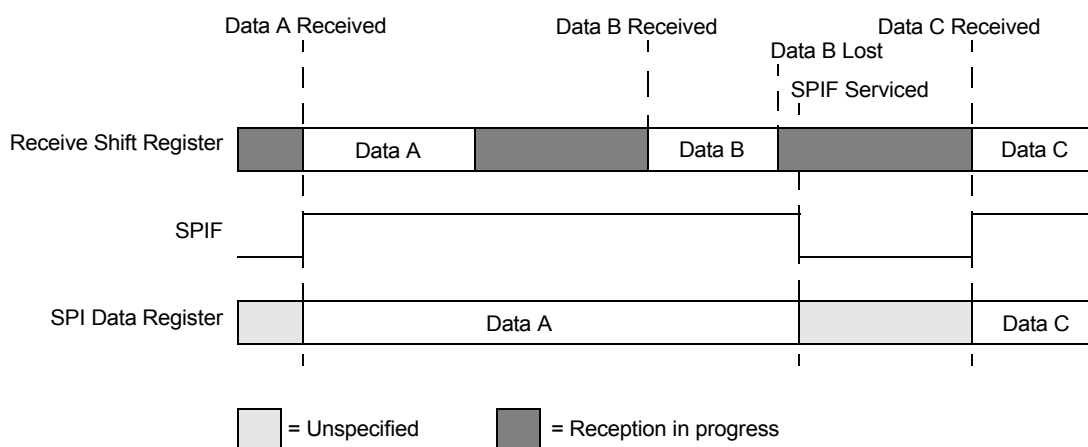 Data A Received
Data B Received
Data C Received
Data B Lost
SPIF Serviced
Receive Shift Register
Data A
Data B
Data C
SPIF
SPI Data Register
Data A
Data C
= Unspecified
= Reception in progress